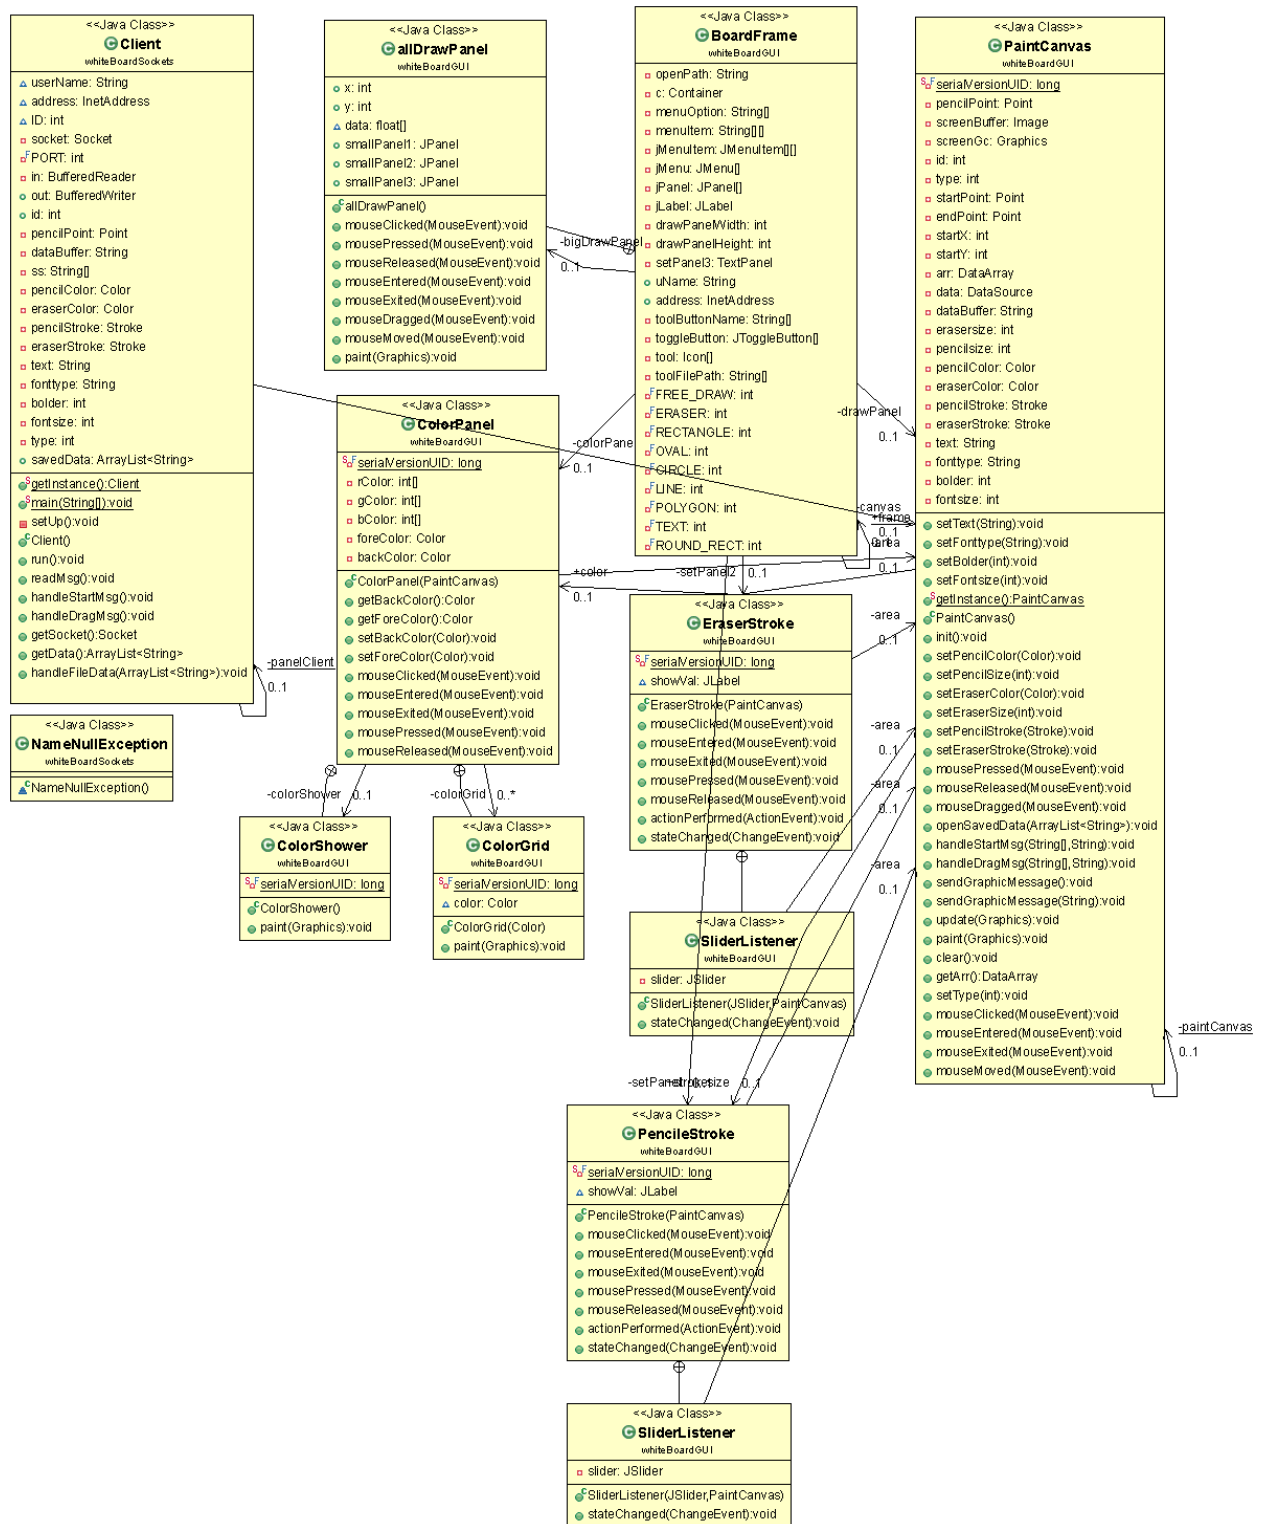 <<Java Class>>
Client
whiteBoardSockets
userName: String
address: InetAddress
ID: int
socket: Socket
PORT: int
in: BufferedReader
out: BufferedWriter
id: int
pencilPoint: Point
dataBuffer: String
ss: String[]
pencilColor: Color
eraserColor: Color
pencilStroke: Stroke
eraserStroke: Stroke
text: String
fonttype: String
bolder: int
fontsize: int
type: int
savedData: ArrayList<String>
getInstance():Client
main(String[]):void
setUp():void
Client()
run():void
readMsg():void
handleStartMsg():void
handleDragMsg():void
getSocket():Socket
getData():ArrayList<String>
handleFileData(ArrayList<String>):void
-panelClient
0..1
<<Java Class>>
NameNullException
whiteBoardSockets
NameNullException()
<<Java Class>>
allDrawPanel
whiteBoardGUI
x: int
y: int
data: float[]
smallPanel1: JPanel
smallPanel2: JPanel
smallPanel3: JPanel
allDrawPanel()
mouseClicked(MouseEvent):void
mousePressed(MouseEvent):void
mouseReleased(MouseEvent):void
mouseEntered(MouseEvent):void
mouseExited(MouseEvent):void
mouseDragged(MouseEvent):void
mouseMoved(MouseEvent):void
paint(Graphics):void
-bigDrawPanel
0..1
<<Java Class>>
ColorPanel
whiteBoardGUI
serialVersionUID: long
rColor: int[]
gColor: int[]
bColor: int[]
foreColor: Color
backColor: Color
ColorPanel(PaintCanvas)
getBackColor():Color
getForeColor():Color
setBackColor(Color):void
setForeColor(Color):void
mouseClicked(MouseEvent):void
mouseEntered(MouseEvent):void
mouseExited(MouseEvent):void
mousePressed(MouseEvent):void
mouseReleased(MouseEvent):void
-colorPane
0..1
+color
0..1
-colorShower
0..1
-colorGrid
0..*
<<Java Class>>
ColorShower
whiteBoardGUI
serialVersionUID: long
ColorShower()
paint(Graphics):void
<<Java Class>>
ColorGrid
whiteBoardGUI
serialVersionUID: long
color: Color
ColorGrid(Color)
paint(Graphics):void
<<Java Class>>
BoardFrame
whiteBoardGUI
openPath: String
c: Container
menuOption: String[]
menuItem: String[][]
jMenuItem: JMenuItem[][]
jMenu: JMenu[]
jPanel: JPanel[]
jLabel: JLabel
drawPanelWidth: int
drawPanelHeight: int
setPanel3: TextPanel
uName: String
address: InetAddress
toolButtonName: String[]
toggleButton: JToggleButton[]
tool: Icon[]
toolFilePath: String[]
FREE_DRAW: int
ERASER: int
RECTANGLE: int
OVAL: int
CIRCLE: int
LINE: int
POLYGON: int
TEXT: int
ROUND_RECT: int
-drawPanel
0..1
-canvas
0..1
+frame
0..1
-area
0..1
-setPanel2
0..1
<<Java Class>>
EraserStroke
whiteBoardGUI
serialVersionUID: long
showVal: JLabel
EraserStroke(PaintCanvas)
mouseClicked(MouseEvent):void
mouseEntered(MouseEvent):void
mouseExited(MouseEvent):void
mousePressed(MouseEvent):void
mouseReleased(MouseEvent):void
actionPerformed(ActionEvent):void
stateChanged(ChangeEvent):void
-area
0..1
-area
0..1
-area
0..1
-area
0..1
<<Java Class>>
SliderListener
whiteBoardGUI
slider: JSlider
SliderListener(JSlider,PaintCanvas)
stateChanged(ChangeEvent):void
0..1
<<Java Class>>
PencileStroke
whiteBoardGUI
serialVersionUID: long
showVal: JLabel
PencileStroke(PaintCanvas)
mouseClicked(MouseEvent):void
mouseEntered(MouseEvent):void
mouseExited(MouseEvent):void
mousePressed(MouseEvent):void
mouseReleased(MouseEvent):void
actionPerformed(ActionEvent):void
stateChanged(ChangeEvent):void
<<Java Class>>
SliderListener
whiteBoardGUI
slider: JSlider
SliderListener(JSlider,PaintCanvas)
stateChanged(ChangeEvent):void
<<Java Class>>
PaintCanvas
whiteBoardGUI
serialVersionUID: long
pencilPoint: Point
screenBuffer: Image
screenGc: Graphics
id: int
type: int
startPoint: Point
endPoint: Point
startX: int
startY: int
arr: DataArray
data: DataSource
dataBuffer: String
erasersize: int
pencilsize: int
pencilColor: Color
eraserColor: Color
pencilStroke: Stroke
eraserStroke: Stroke
text: String
fonttype: String
bolder: int
fontsize: int
setText(String):void
setFonttype(String):void
setBolder(int):void
setFontsize(int):void
getInstance():PaintCanvas
PaintCanvas()
init():void
setPencilColor(Color):void
setPencilSize(int):void
setEraserColor(Color):void
setEraserSize(int):void
setPencilStroke(Stroke):void
setEraserStroke(Stroke):void
mousePressed(MouseEvent):void
mouseReleased(MouseEvent):void
mouseDragged(MouseEvent):void
openSavedData(ArrayList<String>):void
handleStartMsg(String[],String):void
handleDragMsg(String[],String):void
sendGraphicMessage():void
sendGraphicMessage(String):void
update(Graphics):void
paint(Graphics):void
clear():void
getArr():DataArray
setType(int):void
mouseClicked(MouseEvent):void
mouseEntered(MouseEvent):void
mouseExited(MouseEvent):void
mouseMoved(MouseEvent):void
-paintCanvas
0..1